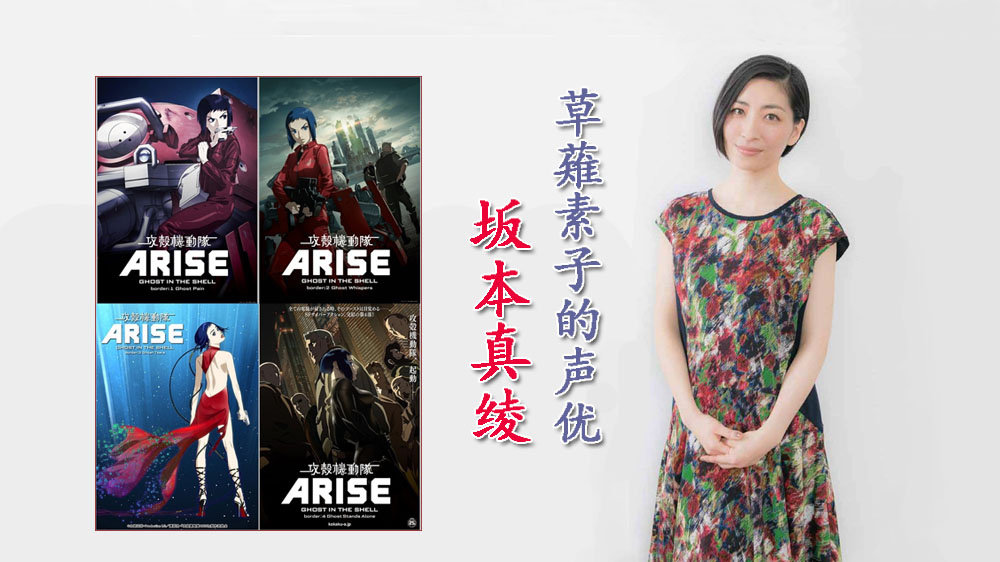 攻殻機動隊
ARISE
GHOST IN THE SHELL
border:1 Ghost Pain
攻殻機動隊
ARISE
GHOST IN THE SHELL
border:2 Ghost Whispers
攻殻機動隊
ARISE
GHOST IN THE SHELL
攻殻機動隊、起動
攻殻機動隊
ARISE
GHOST IN THE SHELL
border:4 Ghost Stands Alone
kokaku-a.jp
草薙素子的声优
坂本真绫